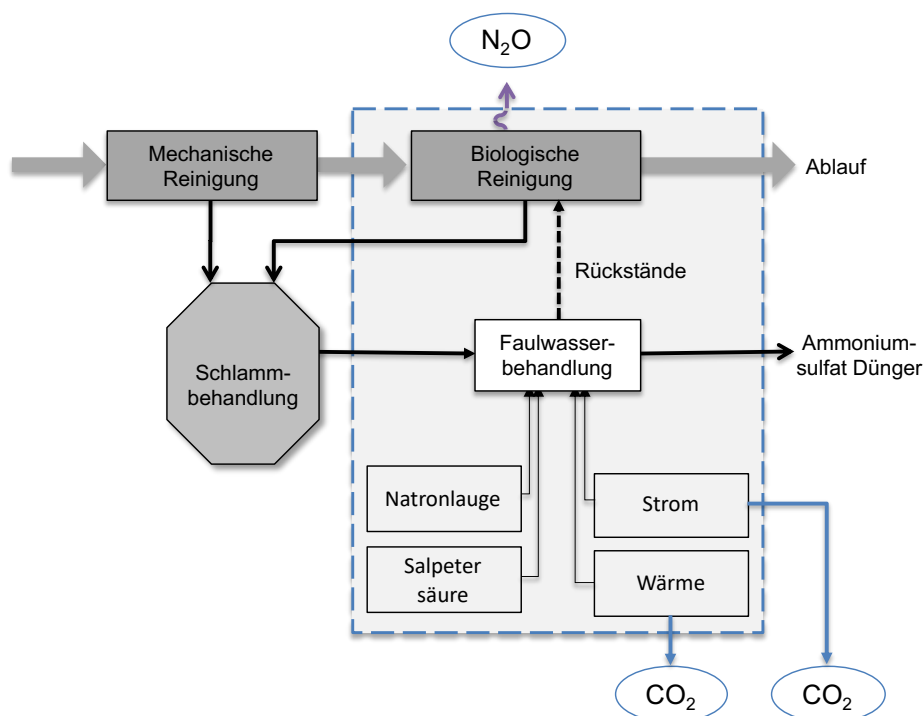 N₂O
Mechanische
Reinigung
Biologische
Reinigung
Ablauf
Rückstände
Schlamm-
behandlung
Faulwasser-
behandlung
Ammonium-
sulfat Dünger
Natronlauge
Strom
Salpeter
säure
Wärme
CO₂
CO₂